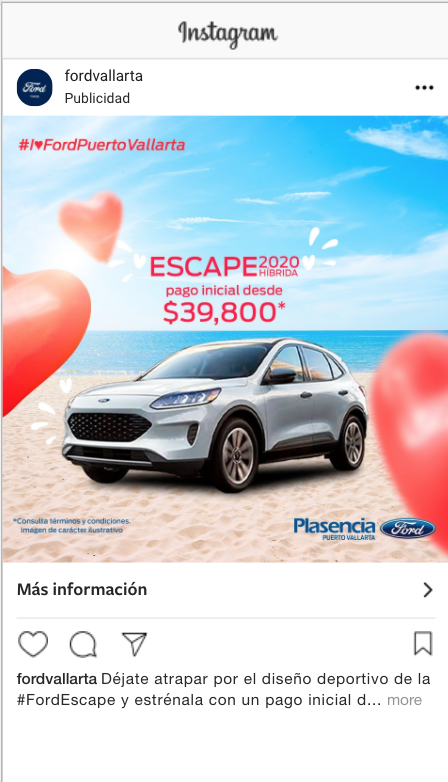 Instagram
Ford
fordvallarta
Publicidad
#I♥FordPuertoVallarta
ESCAPE 2020
HÍBRIDA
pago inicial desde
$39,800*
*Consulta términos y condiciones.
Imagen de carácter ilustrativo
Plasencia Ford
PUERTO VALLARTA
Más información
fordvallarta Déjate atrapar por el diseño deportivo de la
#FordEscape y estrénala con un pago inicial d... more